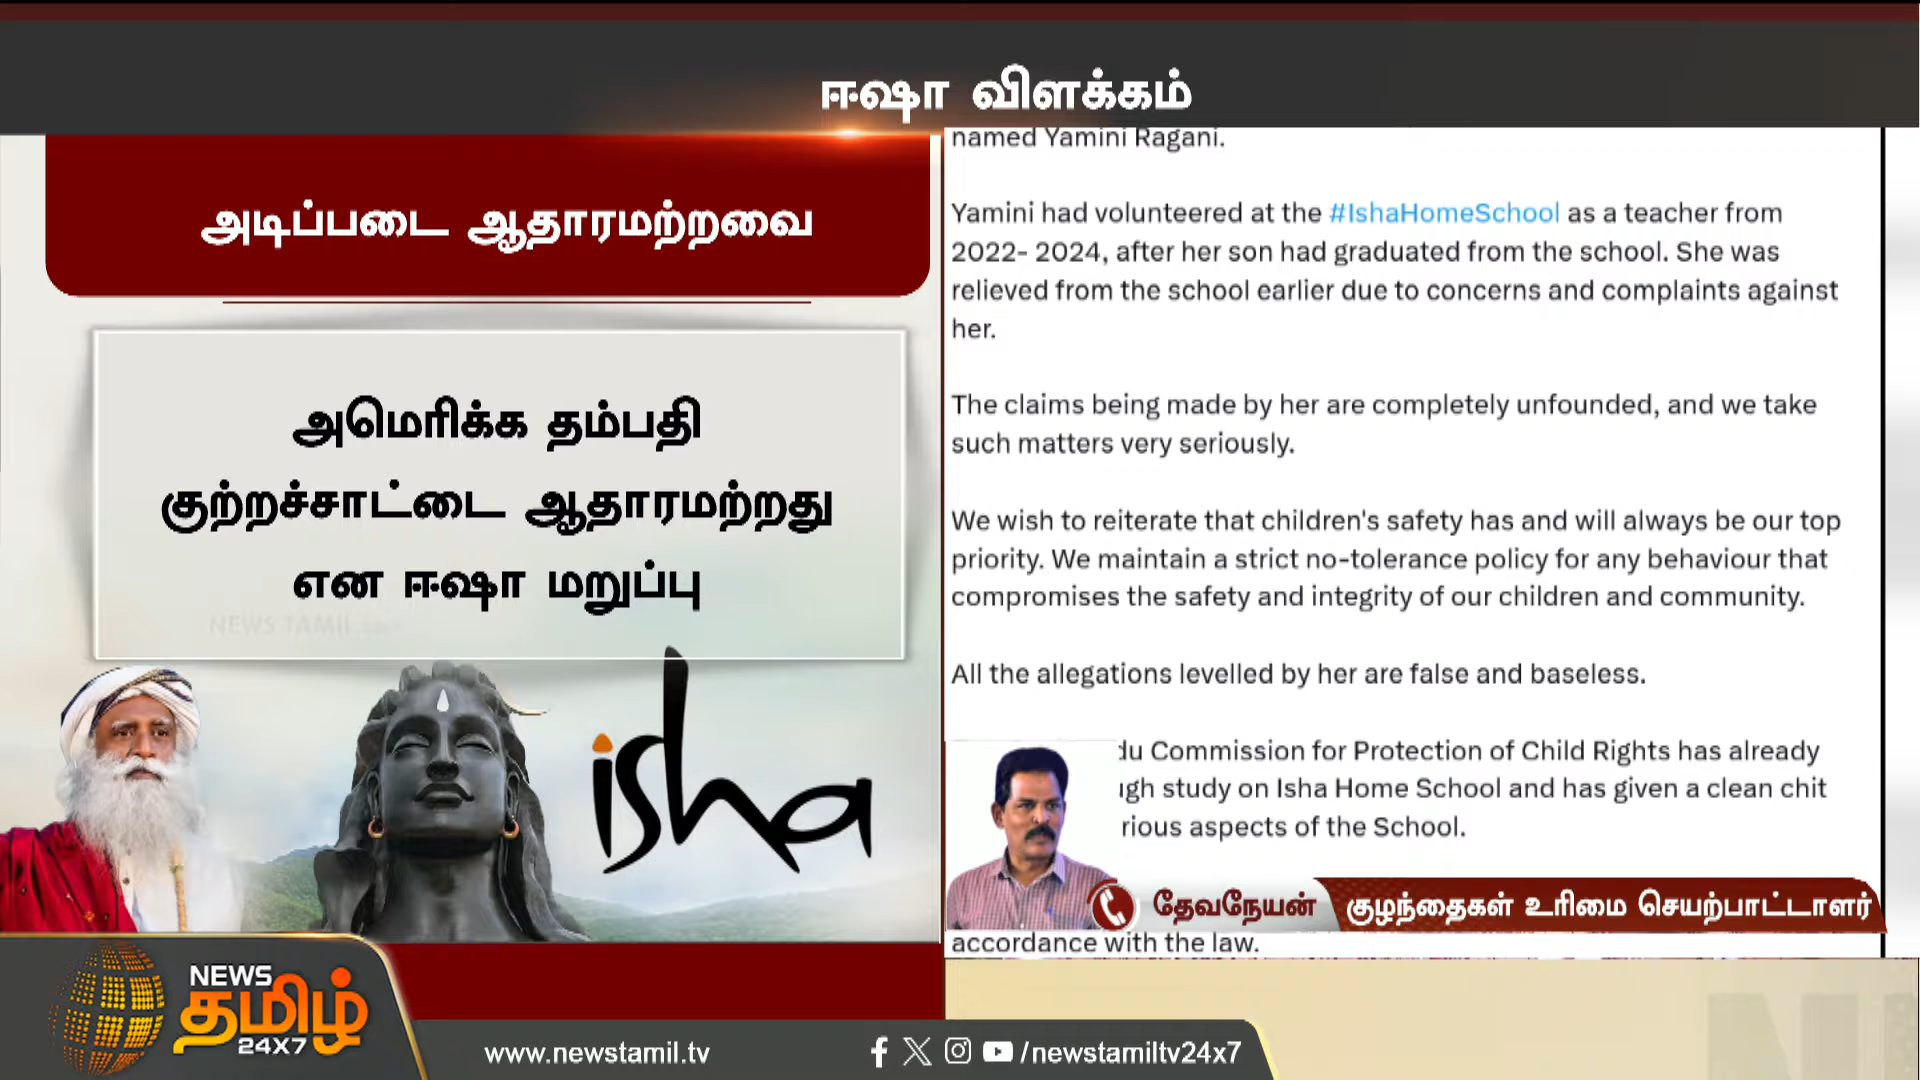 ஈஷா விளக்கம்
அடிப்படை ஆதாரமற்றவை
அமெரிக்க தம்பதி
குற்றச்சாட்டை ஆதாரமற்றது
என ஈஷா மறுப்பு
NEWS TAMIL
isha
named Yamini Ragani.
Yamini had volunteered at the #IshaHomeSchool as a teacher from
2022- 2024, after her son had graduated from the school. She was
relieved from the school earlier due to concerns and complaints against
her.
The claims being made by her are completely unfounded, and we take
such matters very seriously.
We wish to reiterate that children's safety has and will always be our top
priority. We maintain a strict no-tolerance policy for any behaviour that
compromises the safety and integrity of our children and community.
All the allegations levelled by her are false and baseless.
du Commission for Protection of Child Rights has already
ugh study on Isha Home School and has given a clean chit
rious aspects of the School.
தேவநேயன் குழந்தைகள் உரிமை செயற்பாட்டாளர்
accordance with the law.
NEWS
தமிழ்
24X7
www.newstamil.tv
/newstamiltv24x7